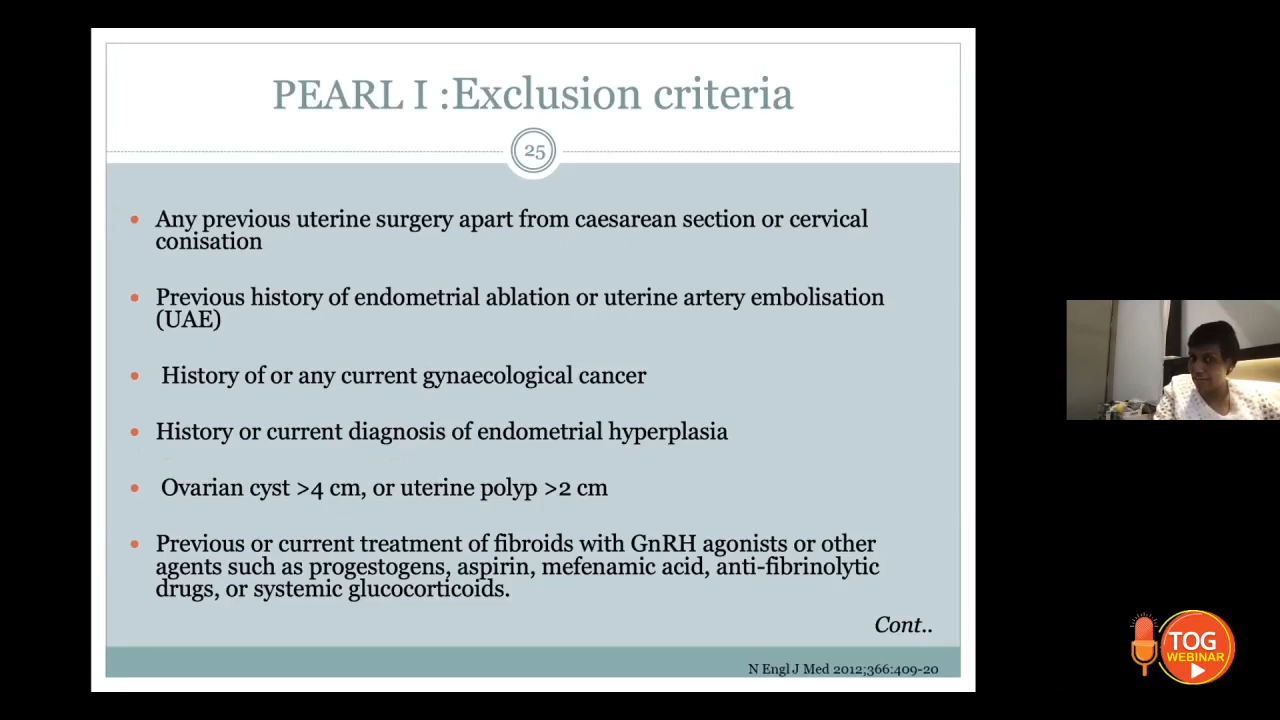 PEARL I :Exclusion criteria
25
• Any previous uterine surgery apart from caesarean section or cervical
conisation
• Previous history of endometrial ablation or uterine artery embolisation
(UAE)
• History of or any current gynaecological cancer
• History or current diagnosis of endometrial hyperplasia
• Ovarian cyst >4 cm, or uterine polyp >2 cm
• Previous or current treatment of fibroids with GnRH agonists or other
agents such as progestogens, aspirin, mefenamic acid, anti-fibrinolytic
drugs, or systemic glucocorticoids.
Cont..
N Engl J Med 2012;366:409-20
TOG
WEBINAR